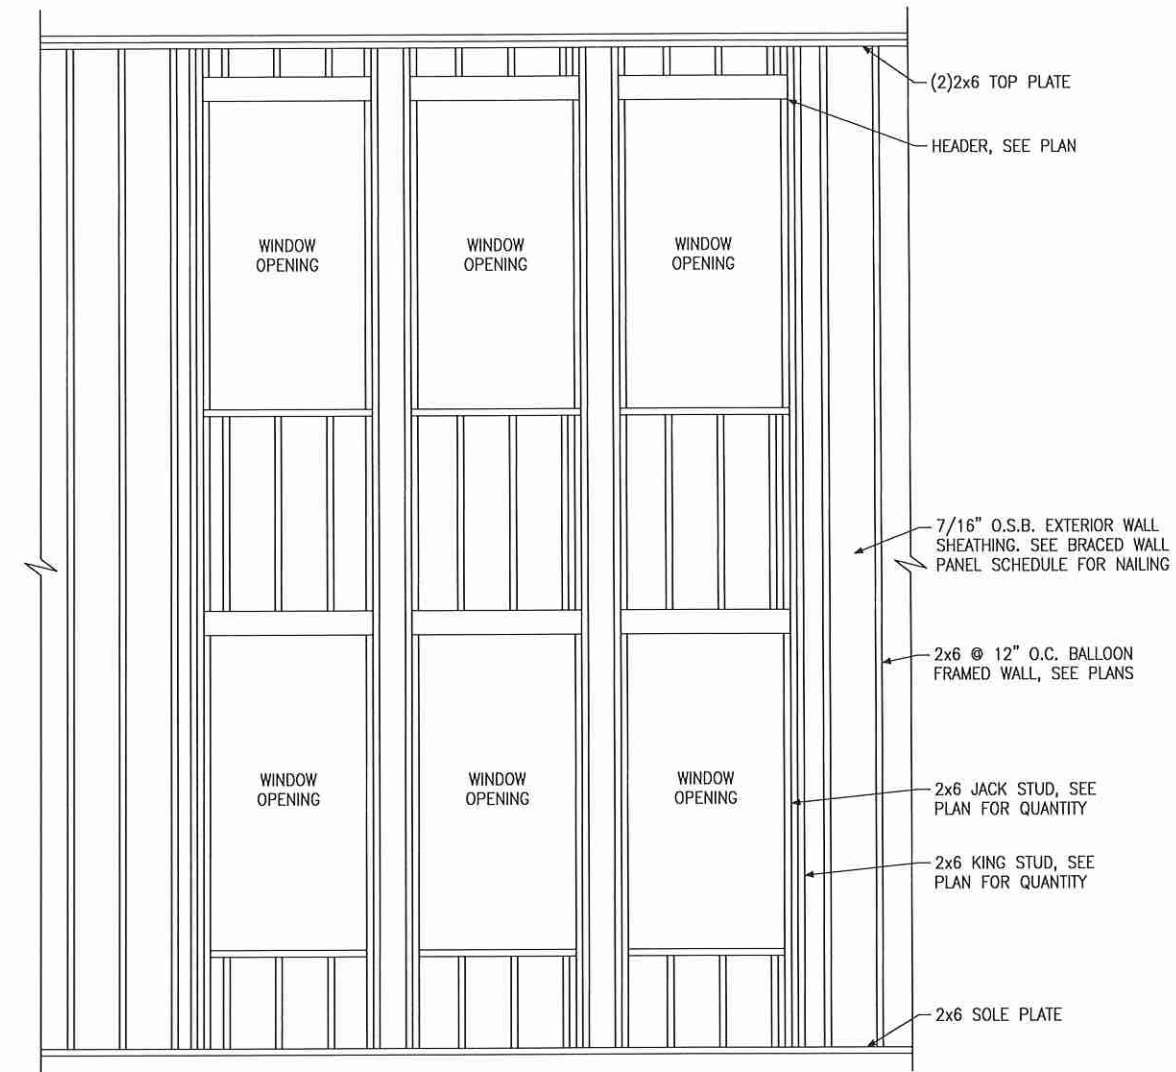 (2)2x6 TOP PLATE
HEADER, SEE PLAN
WINDOW
OPENING
WINDOW
OPENING
WINDOW
OPENING
7/16" O.S.B. EXTERIOR WALL
SHEATHING. SEE BRACED WALL
PANEL SCHEDULE FOR NAILING
2x6 @ 12" O.C. BALLOON
FRAMED WALL, SEE PLANS
WINDOW
OPENING
WINDOW
OPENING
WINDOW
OPENING
2x6 JACK STUD, SEE
PLAN FOR QUANTITY
2x6 KING STUD, SEE
PLAN FOR QUANTITY
2x6 SOLE PLATE